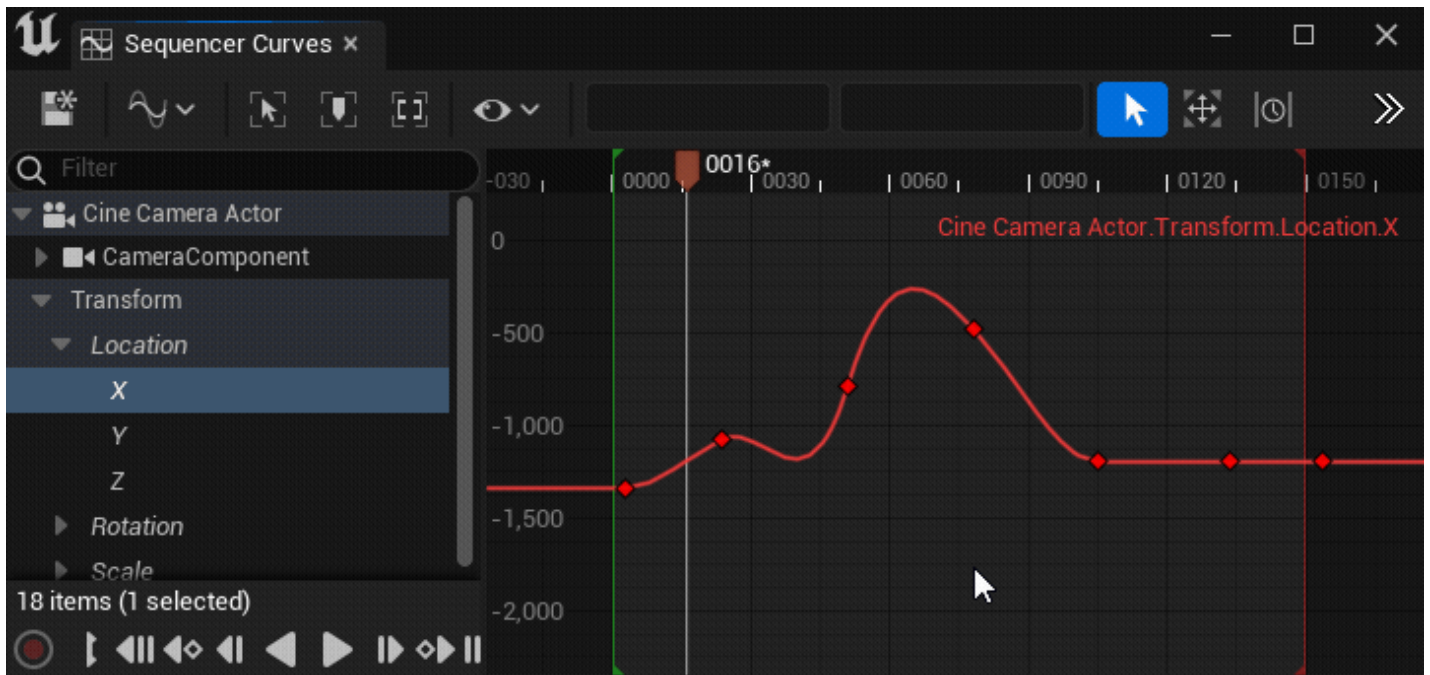 Sequencer Curves
Filter
0016*
-030 0000 0030 0060 0090 0120 0150
Cine Camera Actor
Cine Camera Actor.Transform.Location.X
0
CameraComponent
Transform
-500
Location
X
-1,000
Y
Z
-1,500
Rotation
Scale
18 items (1 selected)
-2,000